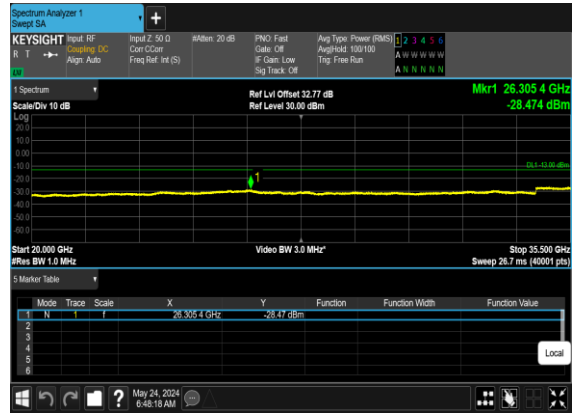 Spectrum Analyzer 1
Swept SA
+
KEYSIGHT Input: RF Input Z: 50 Ω #Atten: 20 dB PNO: Fast Avg Type: Power (RMS) 1 2 3 4 5 6
R T Coupling: DC Corr CCorr Gate: Off Avg|Hold: 100/100 A W W W W W
Align: Auto Freq Ref: Int (S) IF Gain: Low Trig: Free Run
Sig Track: Off A N N N N N
1 Spectrum Ref Lvl Offset 32.77 dB Mkr1 26.305 4 GHz
Scale/Div 10 dB Ref Level 30.00 dBm -28.474 dBm
Log
20.0
10.0
0.00
-10.0
DL1 -13.00 dBm
-20.0
1
-30.0
-40.0
-50.0
-60.0
Start 20.000 GHz Video BW 3.0 MHz* Stop 35.500 GHz
#Res BW 1.0 MHz Sweep 26.7 ms (40001 pts)
5 Marker Table
Mode Trace Scale X Y Function Function Width Function Value
1 N 1 f 26.305 4 GHz -28.47 dBm
2
3
4
5
6
Local
? May 24, 2024
6:48:18 AM